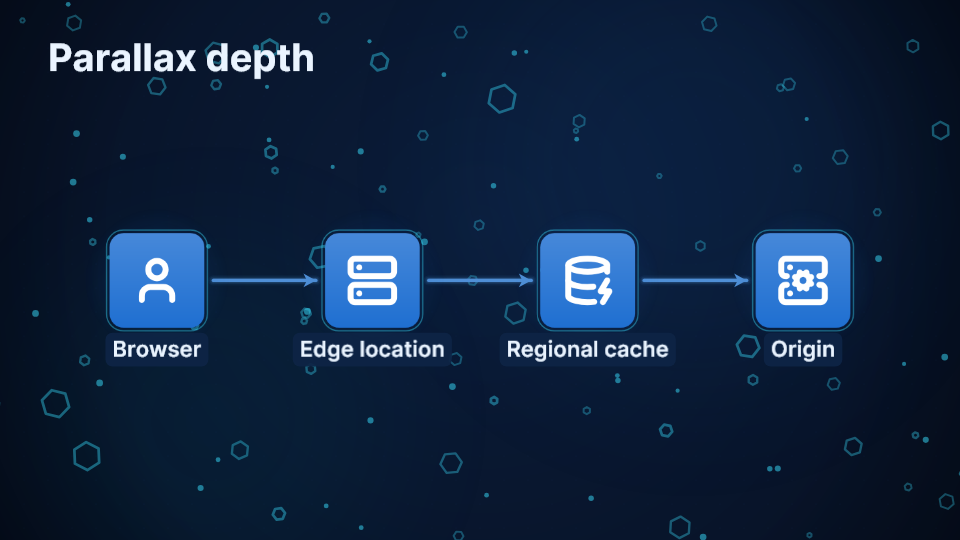 Parallax depth
Browser
Edge location
Regional cache
Origin